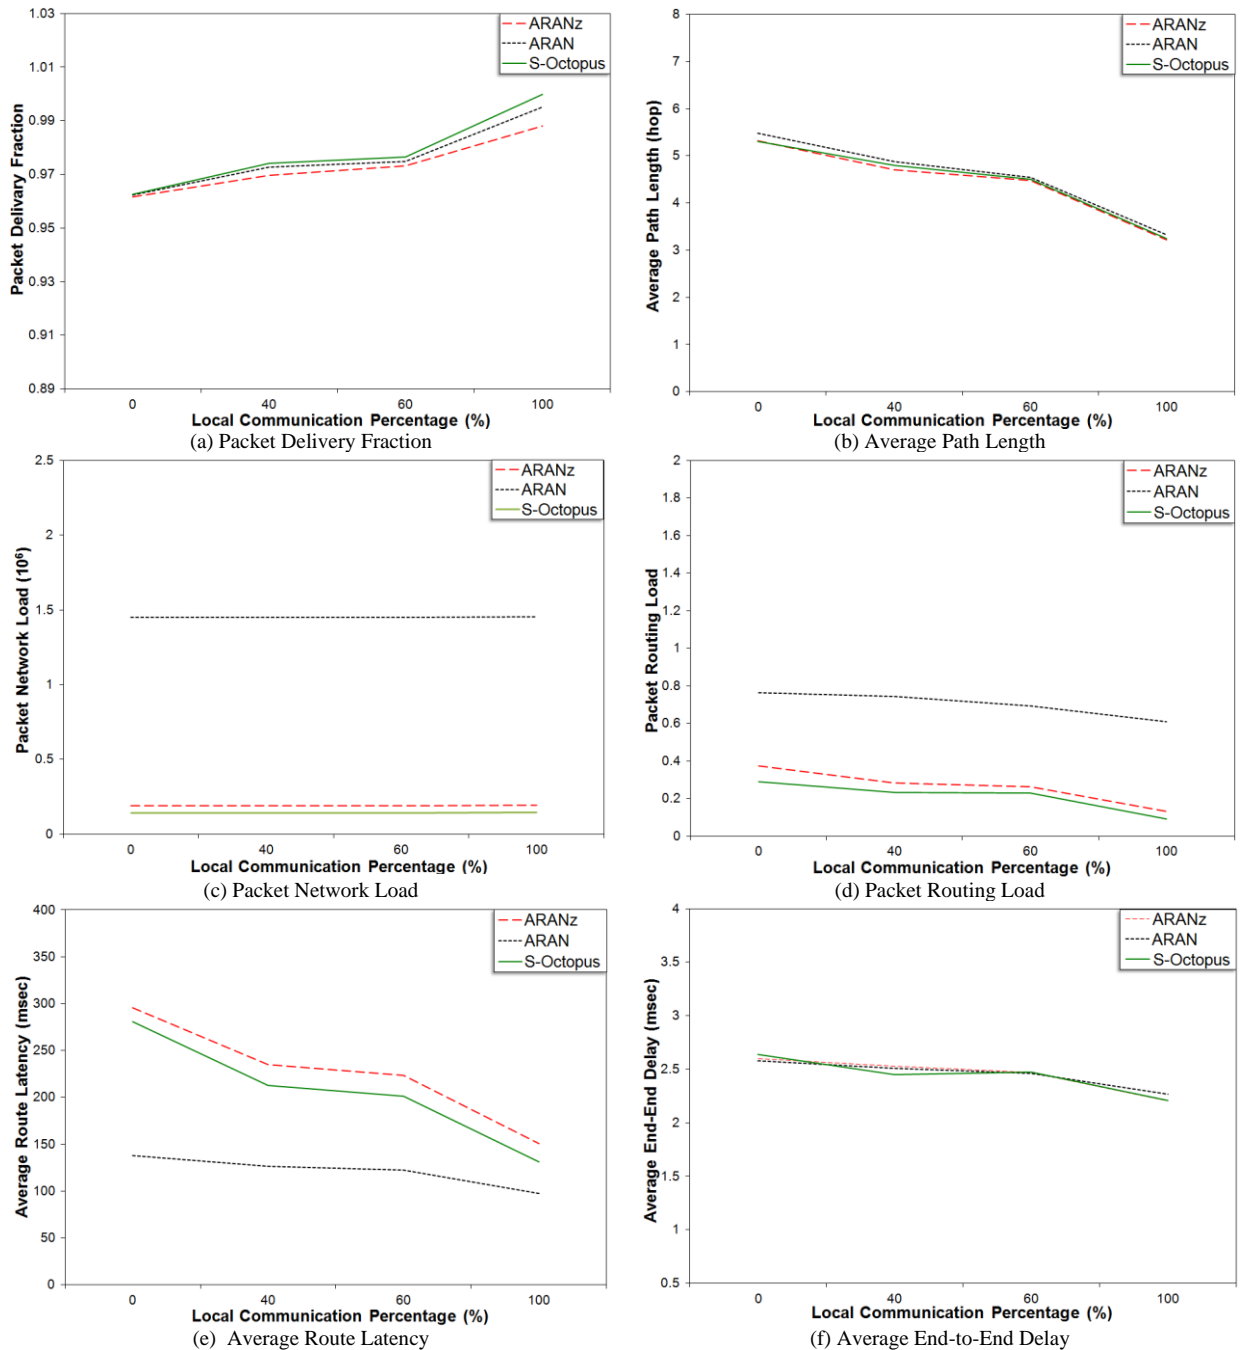 1.03
1.01
0.99
0.97
0.95
0.93
0.91
0.89
Packet Delivery Fraction
ARANz
ARAN
S-Octopus
0 40 60 100
Local Communication Percentage (%)
(a) Packet Delivery Fraction
8
7
6
5
4
3
2
1
0
Average Path Length (hop)
ARANz
ARAN
S-Octopus
0 40 60 100
Local Communication Percentage (%)
(b) Average Path Length
2.5
2
1.5
1
0.5
0
Packet Network Load (10⁶)
ARANz
ARAN
S-Octopus
0 40 60 100
Local Communication Percentage (%)
(c) Packet Network Load
2
1.8
1.6
1.4
1.2
1
0.8
0.6
0.4
0.2
0
Packet Routing Load
ARANz
ARAN
S-Octopus
0 40 60 100
Local Communication Percentage (%)
(d) Packet Routing Load
400
350
300
250
200
150
100
50
0
Average Route Latency (msec)
ARANz
ARAN
S-Octopus
0 40 60 100
Local Communication Percentage (%)
(e) Average Route Latency
4
3.5
3
2.5
2
1.5
1
0.5
Average End-End Delay (msec)
ARANz
ARAN
S-Octopus
0 40 60 100
Local Communication Percentage (%)
(f) Average End-to-End Delay